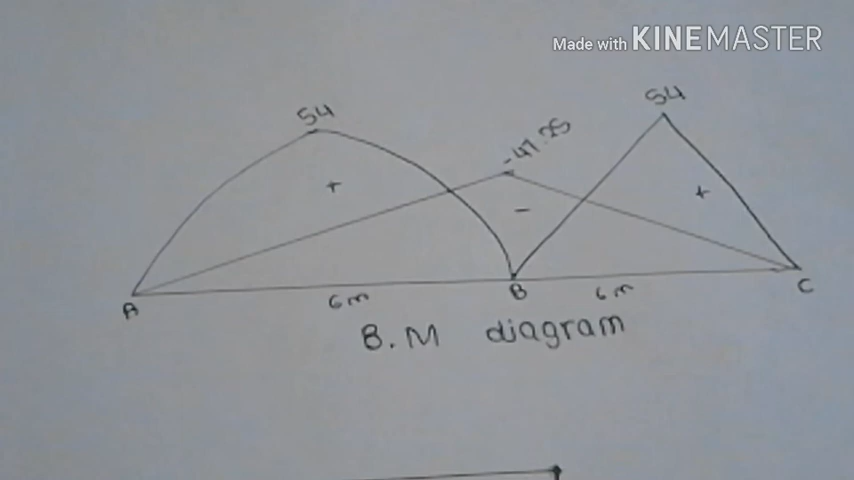 Made with KINEMASTER
54
54
-47.25
+
-
+
A
6m
B
6m
C
B.M diagram